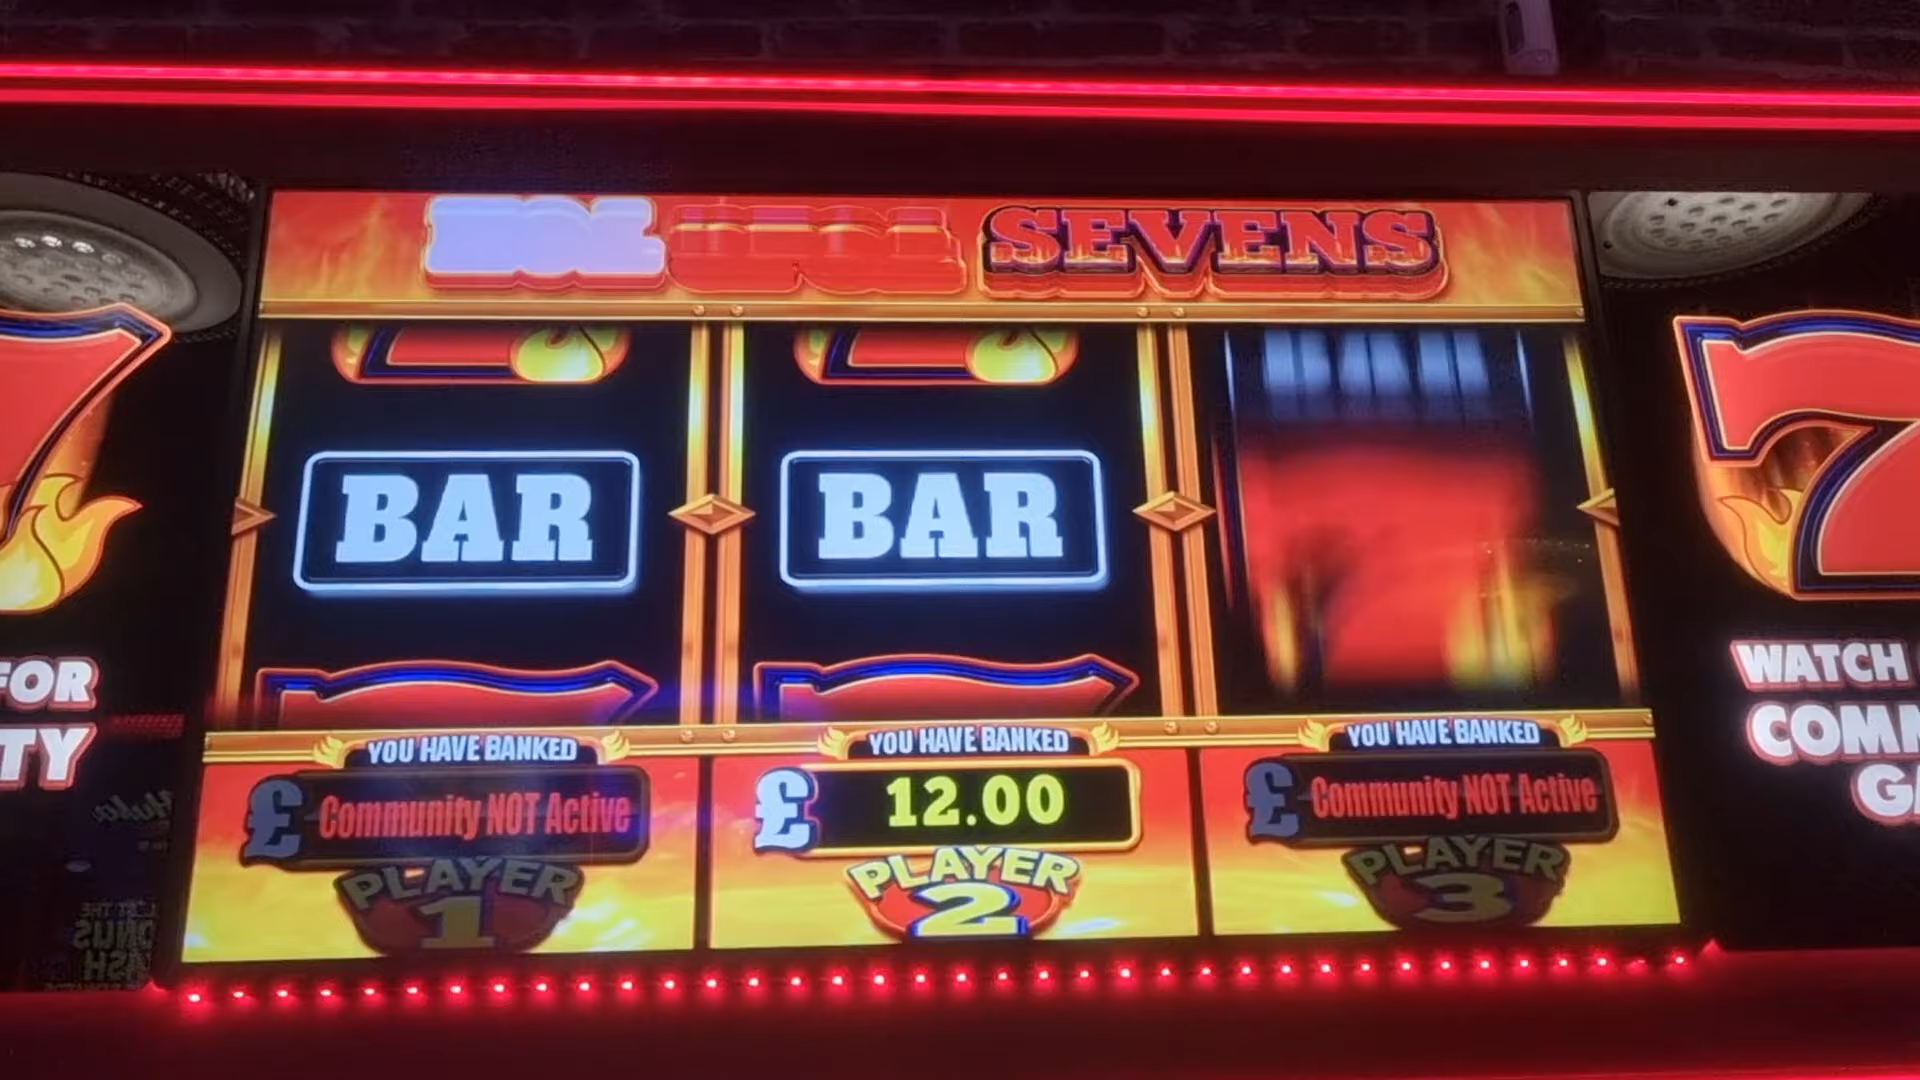 SEVENS
BAR
BAR
YOU HAVE BANKED
YOU HAVE BANKED
YOU HAVE BANKED
£ Community NOT Active
£ 12.00
£ Community NOT Active
PLAYER
1
PLAYER
2
PLAYER
3
FOR
TY
WATCH
COMM
GA